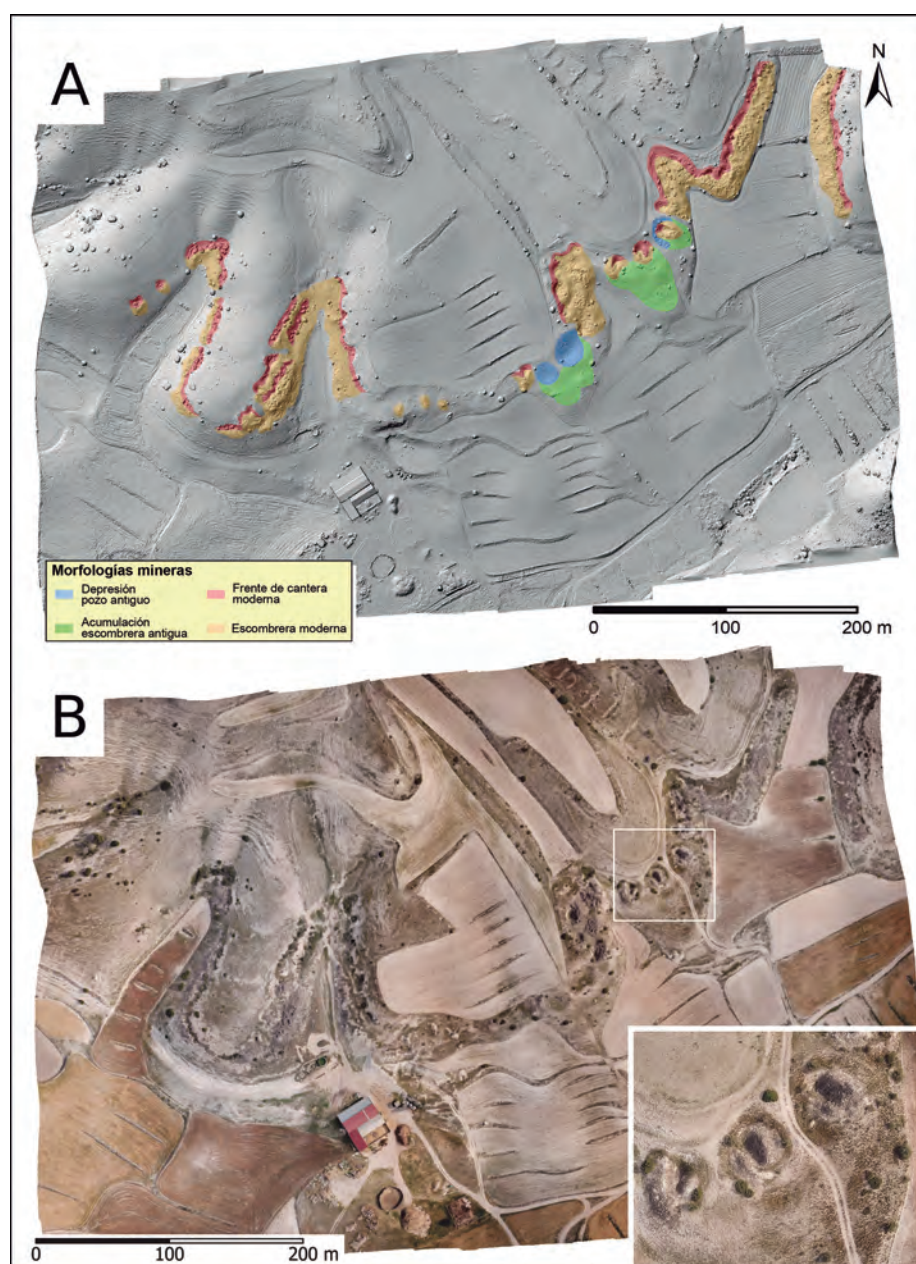 A
N
Morfologías mineras
Depresión
pozo antiguo
Frente de cantera
moderna
Acumulación
escombrera antigua
Escombrera moderna
0 100 200 m
B
0 100 200 m